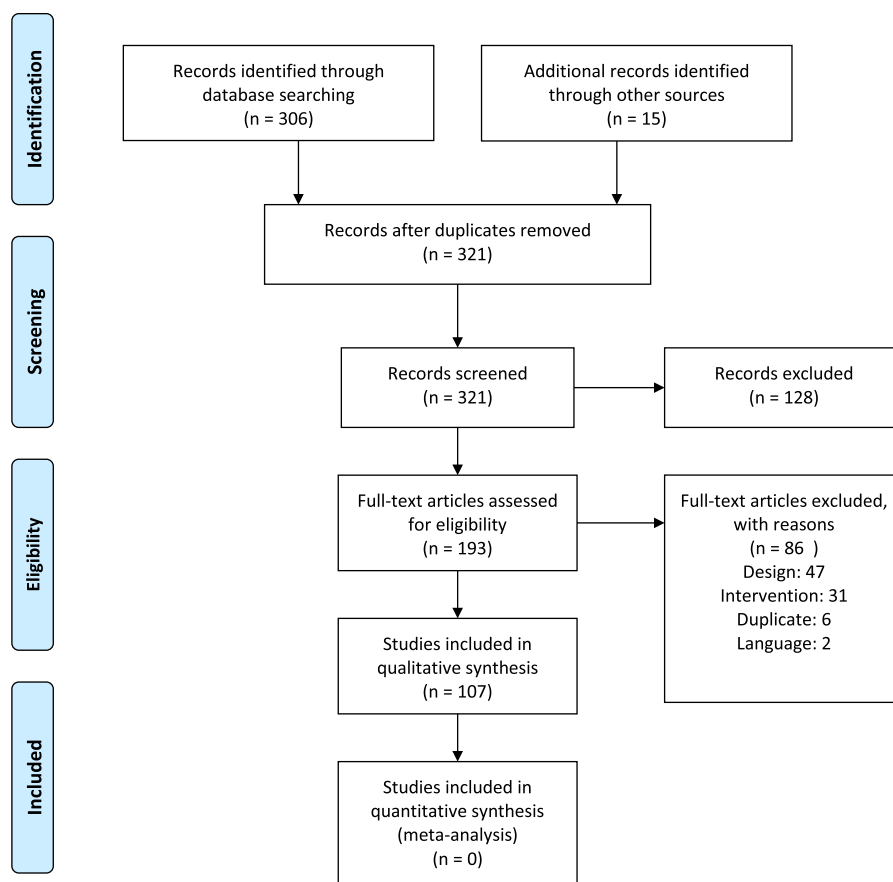 Identification
Records identified through
database searching
(n = 306)
Additional records identified
through other sources
(n = 15)
Records after duplicates removed
(n = 321)
Screening
Records screened
(n = 321)
Records excluded
(n = 128)
Eligibility
Full-text articles assessed
for eligibility
(n = 193)
Full-text articles excluded,
with reasons
(n = 86  )
Design: 47
Intervention: 31
Duplicate: 6
Language: 2
Studies included in
qualitative synthesis
(n = 107)
Included
Studies included in
quantitative synthesis
(meta-analysis)
(n = 0)